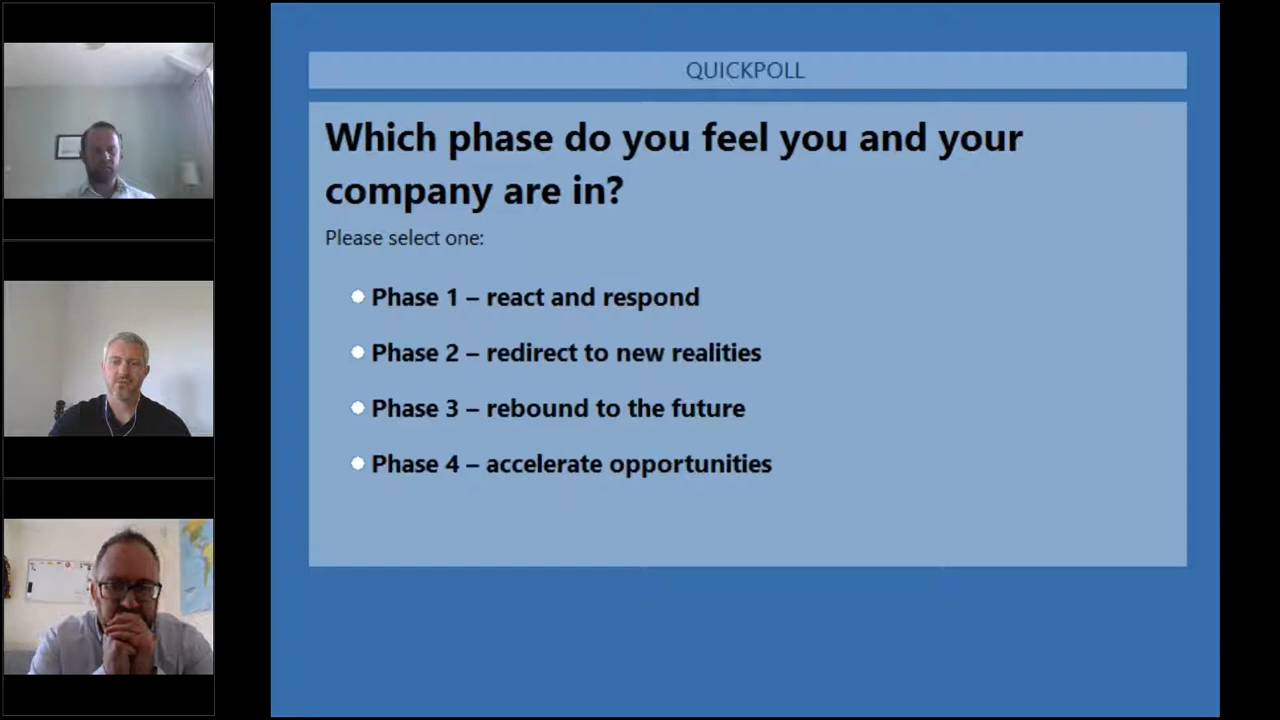 QUICKPOLL
Which phase do you feel you and your
company are in?
Please select one:
Phase 1 – react and respond
Phase 2 – redirect to new realities
Phase 3 – rebound to the future
Phase 4 – accelerate opportunities